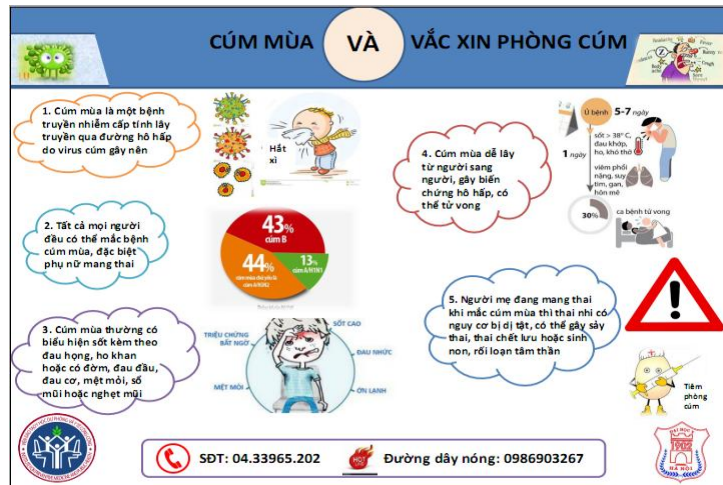 CÚM MÙA VÀ VẮC XIN PHÒNG CÚM
1. Cúm mùa là một bệnh
truyền nhiễm cấp tính lây
truyền qua đường hô hấp
do virus cúm gây nên
Hắt
xì
2. Tất cả mọi người
đều có thể mắc bệnh
cúm mùa, đặc biệt
phụ nữ mang thai
43%
cúm B
44%
13%
3. Cúm mùa thường có
biểu hiện sốt kèm theo
đau họng, ho khan
hoặc có đờm, đau đầu,
đau cơ, mệt mỏi, sổ
mũi hoặc nghẹt mũi
SỐT CAO
TRIỆU CHỨNG
BẤT NGỜ
ĐAU NHỨC
MỆT MỎI
ỚN LẠNH
4. Cúm mùa dễ lây
từ người sang
người, gây biến
chứng hô hấp, có
thể tử vong
Ủ bệnh 5-7 ngày
1 ngày
sốt > 38° C,
đau khớp,
ho, khó thở
viêm phổi
nặng, suy
tim, gan,
hôn mê
30%
ca bệnh tử vong
5. Người mẹ đang mang thai
khi mắc cúm mùa thì thai nhi có
nguy cơ bị dị tật, có thể gây sảy
thai, thai chết lưu hoặc sinh
non, rối loạn tâm thần
Tiêm
phòng
cúm
SĐT: 04.33965.202
Đường dây nóng: 0986903267
ĐẠI HỌC
1902
HÀ NỘI